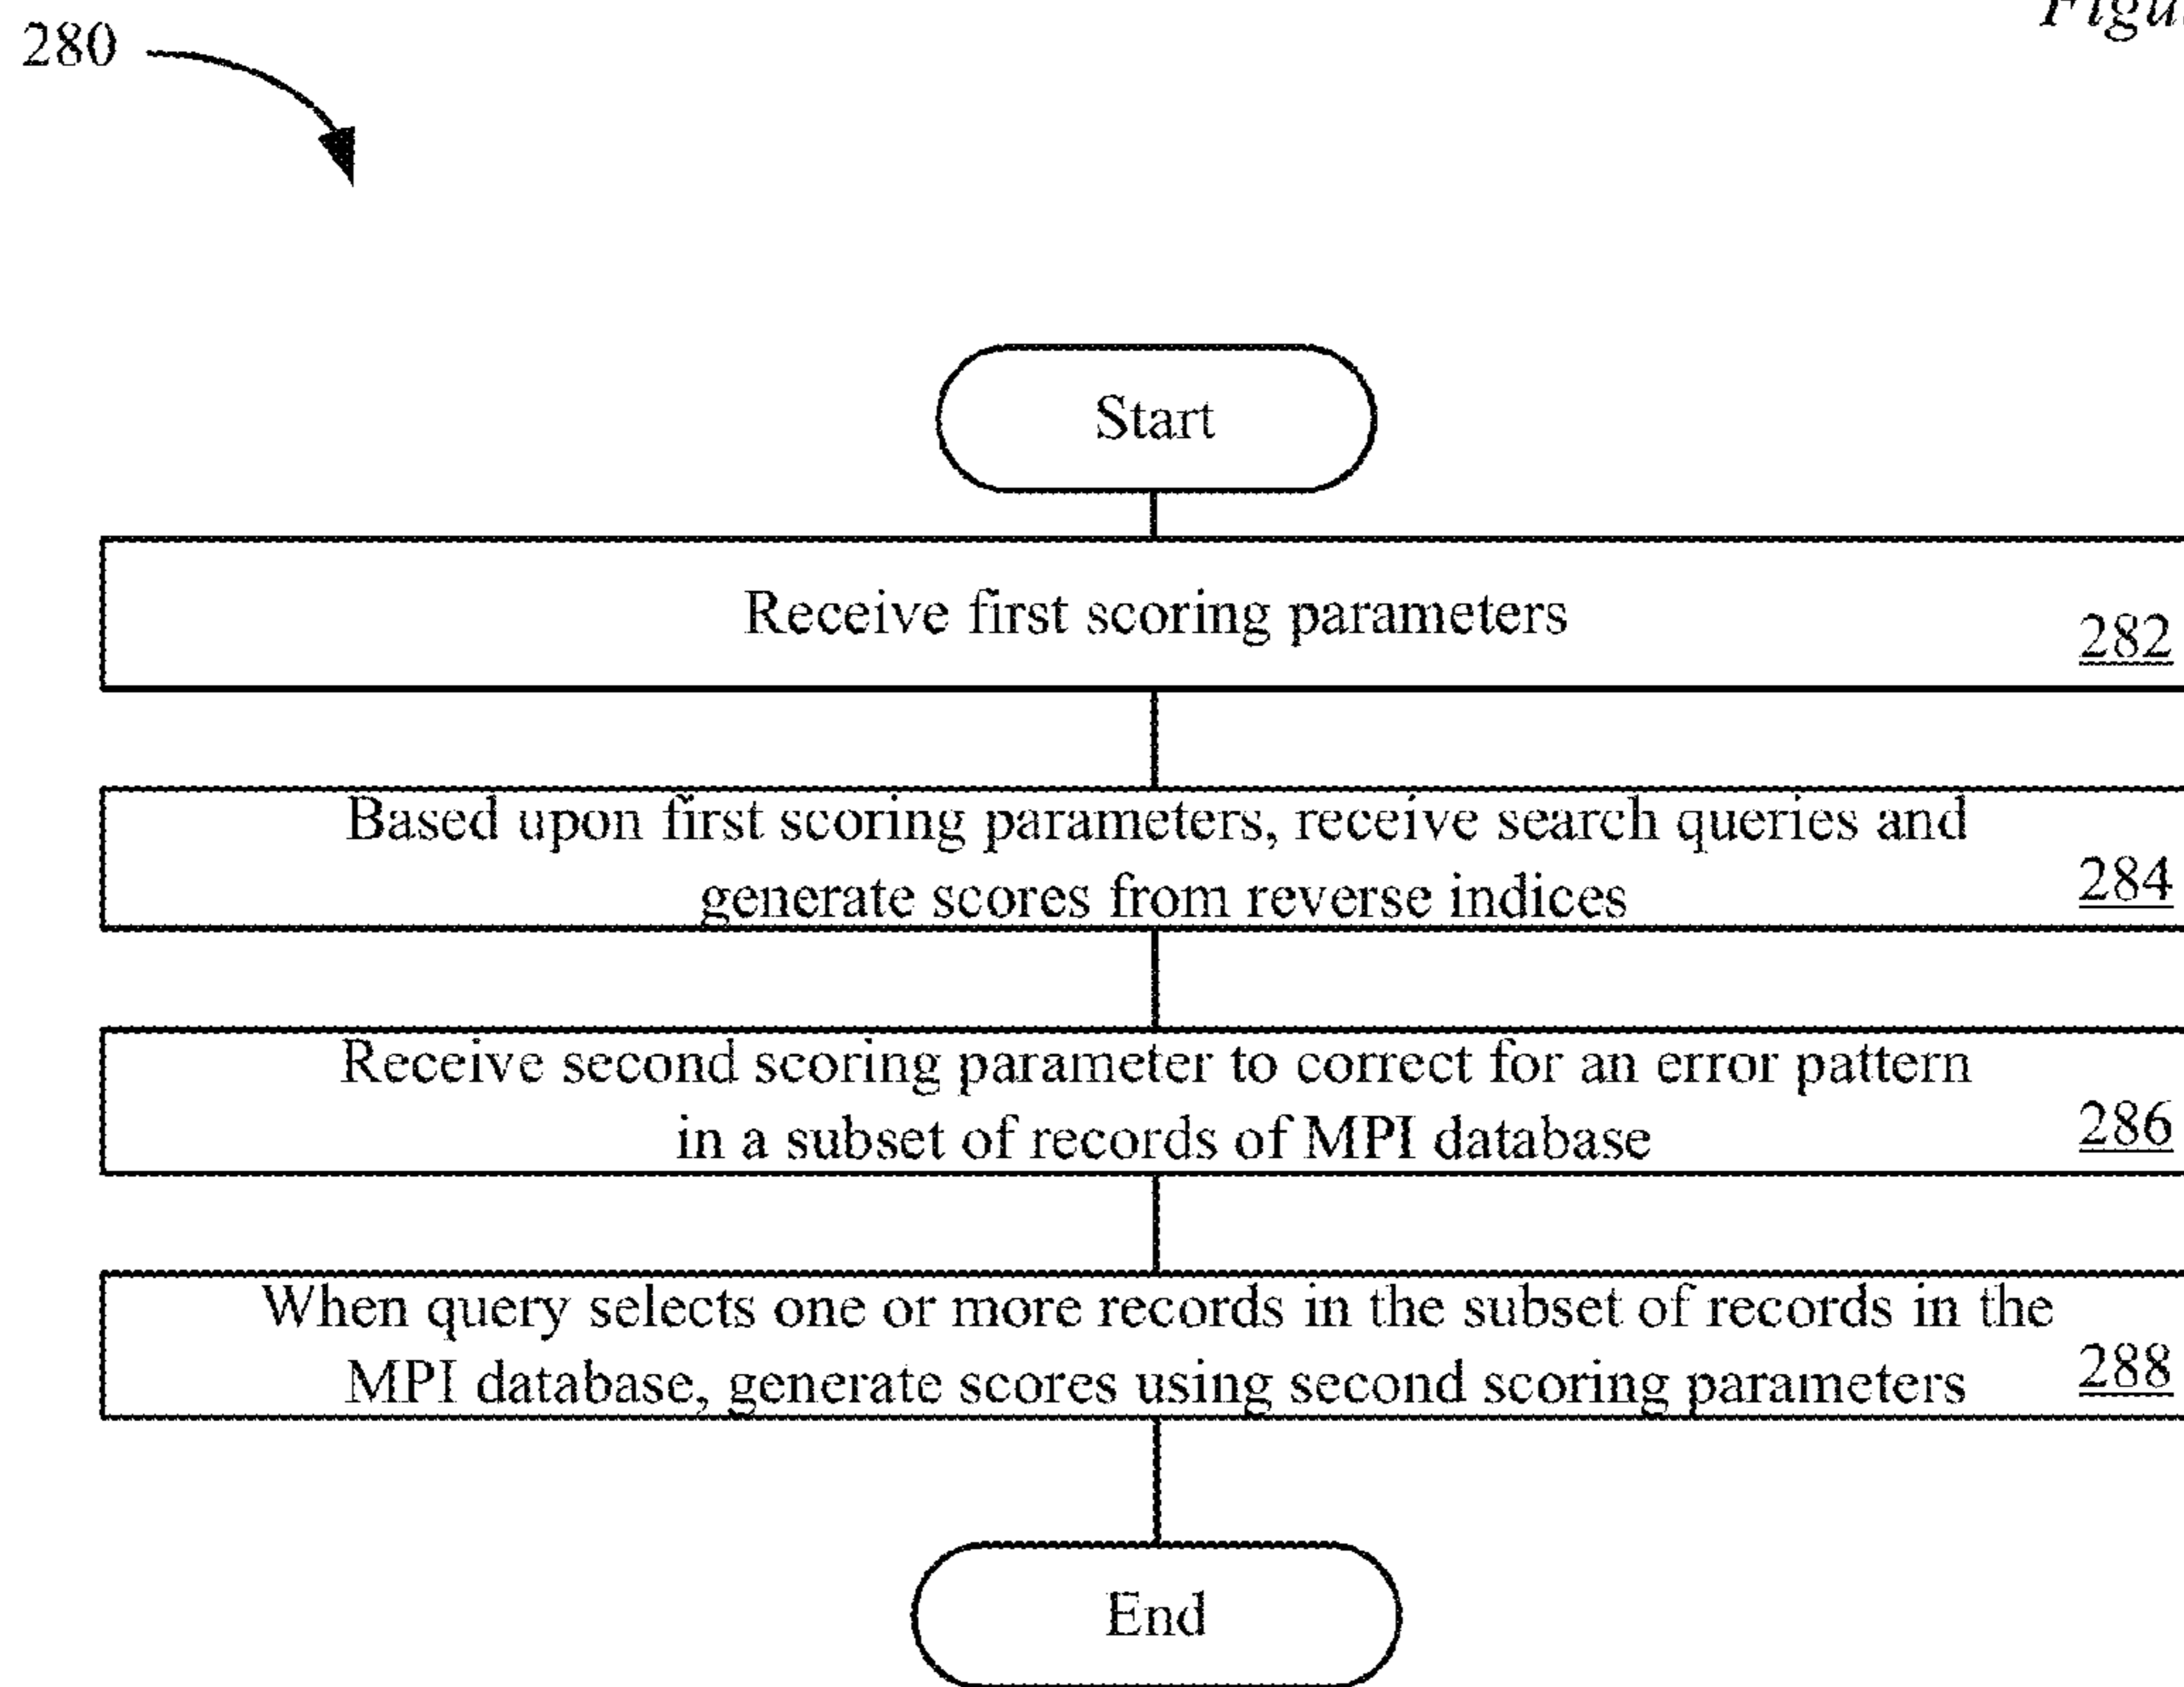 280
Start
Receive first scoring parameters
282
Based upon first scoring parameters, receive search queries and
generate scores from reverse indices
284
Receive second scoring parameter to correct for an error pattern
in a subset of records of MPI database
286
When query selects one or more records in the subset of records in the
MPI database, generate scores using second scoring parameters
288
End